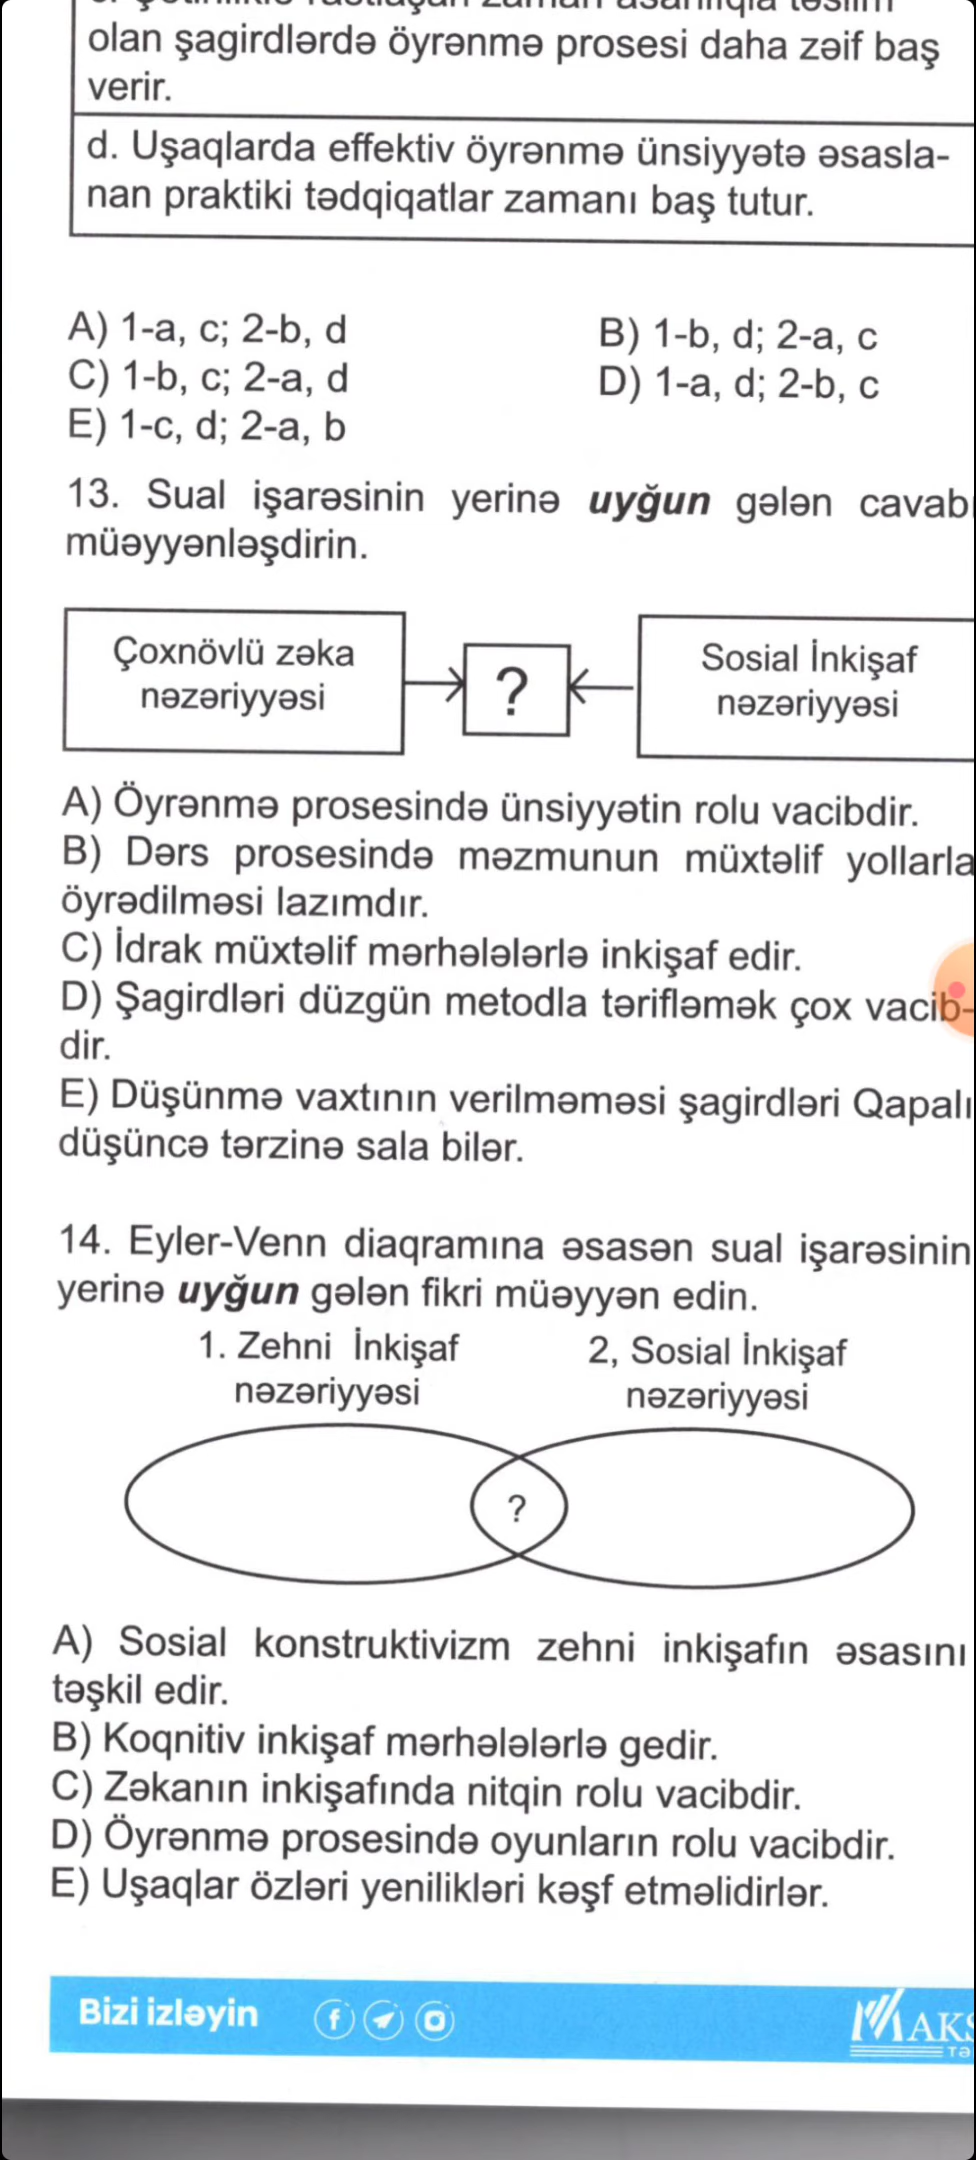 olan şagirdlərdə öyrənmə prosesi daha zəif baş
verir.
d. Uşaqlarda effektiv öyrənmə ünsiyyətə əsasla-
nan praktiki tədqiqatlar zamanı baş tutur.
A) 1-a, c; 2-b, d
B) 1-b, d; 2-a, c
C) 1-b, c; 2-a, d
D) 1-a, d; 2-b, c
E) 1-c, d; 2-a, b
13. Sual işarəsinin yerinə uyğun gələn cavab
müəyyənləşdirin.
Çoxnövlü zəka
nəzəriyyəsi
?
Sosial İnkişaf
nəzəriyyəsi
A) Öyrənmə prosesində ünsiyyətin rolu vacibdir.
B) Dərs prosesində məzmunun müxtəlif yollarla
öyrədilməsi lazımdır.
C) İdrak müxtəlif mərhələlərlə inkişaf edir.
D) Şagirdləri düzgün metodla tərifləmək çox vacib-
dir.
E) Düşünmə vaxtının verilməməsi şagirdləri Qapalı
düşüncə tərzinə sala bilər.
14. Eyler-Venn diaqramına əsasən sual işarəsinin
yerinə uyğun gələn fikri müəyyən edin.
1. Zehni İnkişaf
nəzəriyyəsi
2, Sosial İnkişaf
nəzəriyyəsi
?
A) Sosial konstruktivizm zehni inkişafın əsasını
təşkil edir.
B) Koqnitiv inkişaf mərhələlərlə gedir.
C) Zəkanın inkişafında nitqin rolu vacibdir.
D) Öyrənmə prosesində oyunların rolu vacibdir.
E) Uşaqlar özləri yenilikləri kəşf etməlidirlər.
Bizi izləyin